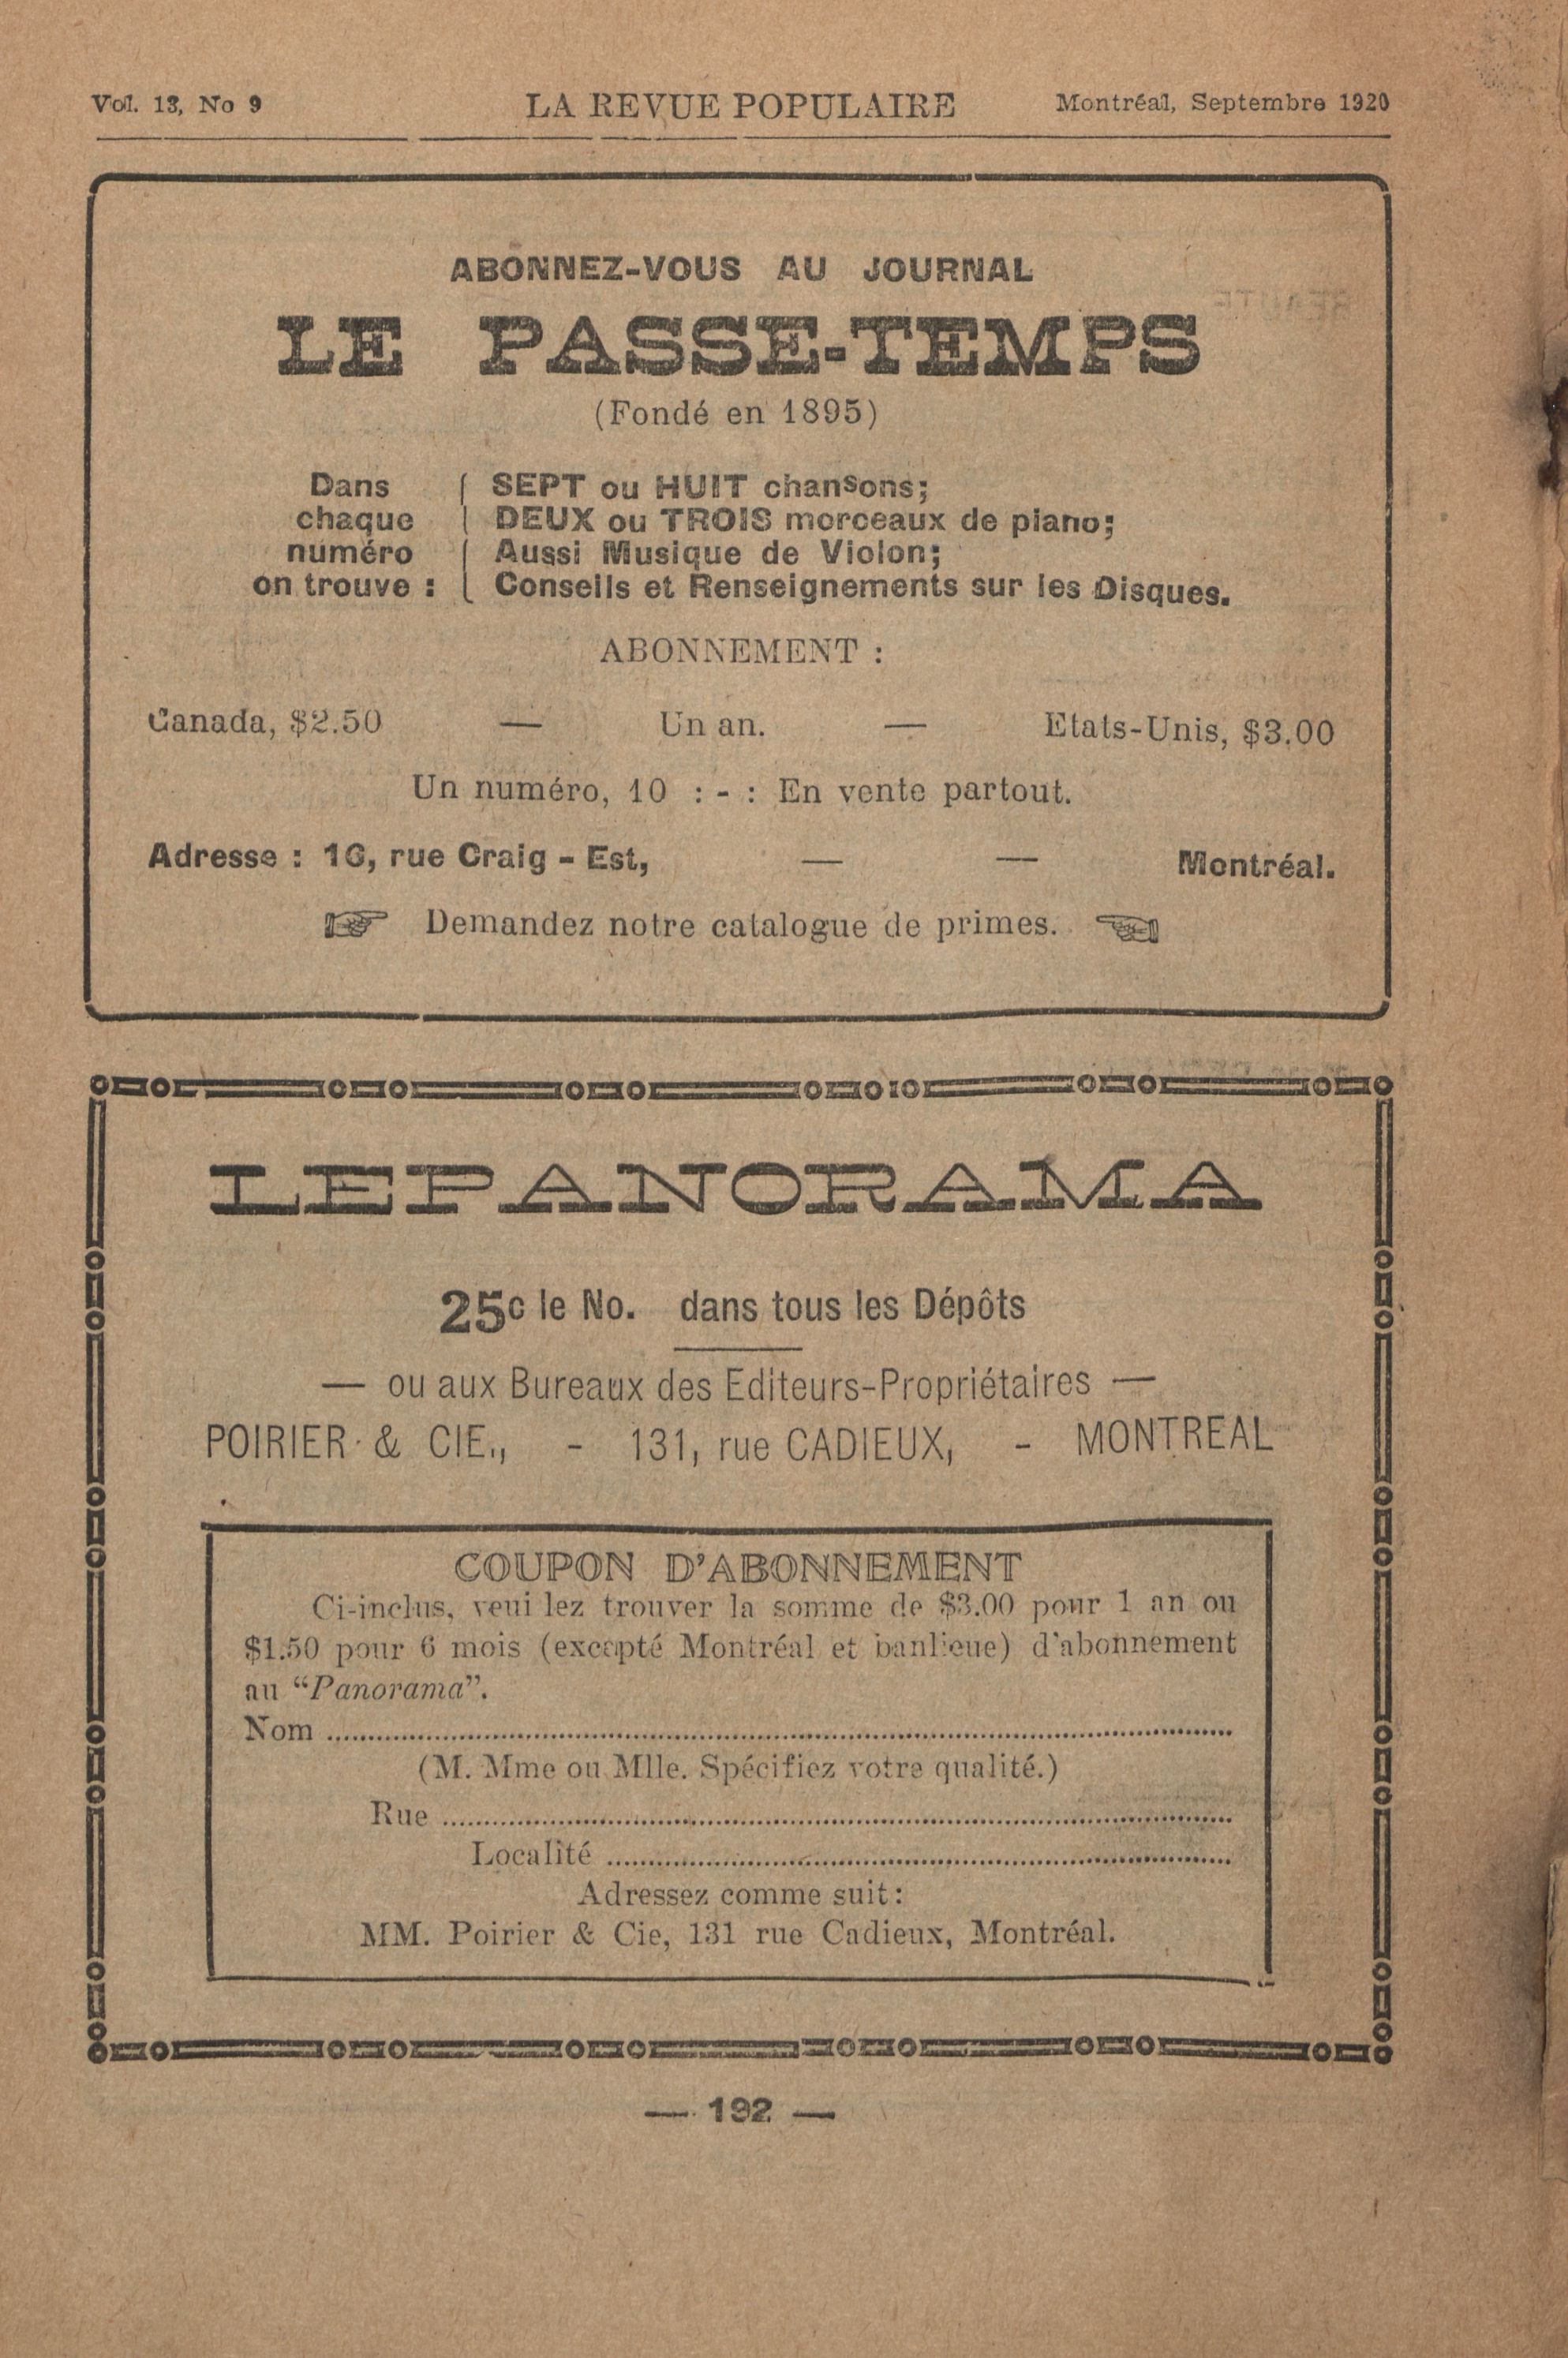 Vol. 13, No 9 LA REVUE POPULAIRE Montréal, Septembre 1920
ABONNEZ-VOUS AU JOURNAL
LE PASSE-TEMPS
(Fondé en 1895)
Dans chaque numéro on trouve :
SEPT ou HUIT chansons;
DEUX ou TROIS morceaux de piano;
Aussi Musique de Violon;
Conseils et Renseignements sur les Disques.
ABONNEMENT :
Canada, $2.50 — Un an. — Etats-Unis, $3.00
Un numéro, 10 : - : En vente partout.
Adresse : 16, rue Craig - Est, — — Montréal.
☞ Demandez notre catalogue de primes. ☜
LE PANORAMA
25c le No. dans tous les Dépôts
— ou aux Bureaux des Editeurs-Propriétaires —
POIRIER & CIE., - 131, rue CADIEUX, - MONTREAL
COUPON D'ABONNEMENT
Ci-inclus, veui lez trouver la somme de $3.00 pour 1 an ou
$1.50 pour 6 mois (excepté Montréal et banlieue) d'abonnement
au “Panorama”.
Nom ..........
(M. Mme ou Mlle. Spécifiez votre qualité.)
Rue ..........
Localité ..........
Adressez comme suit :
MM. Poirier & Cie, 131 rue Cadieux, Montréal.
— 192 —